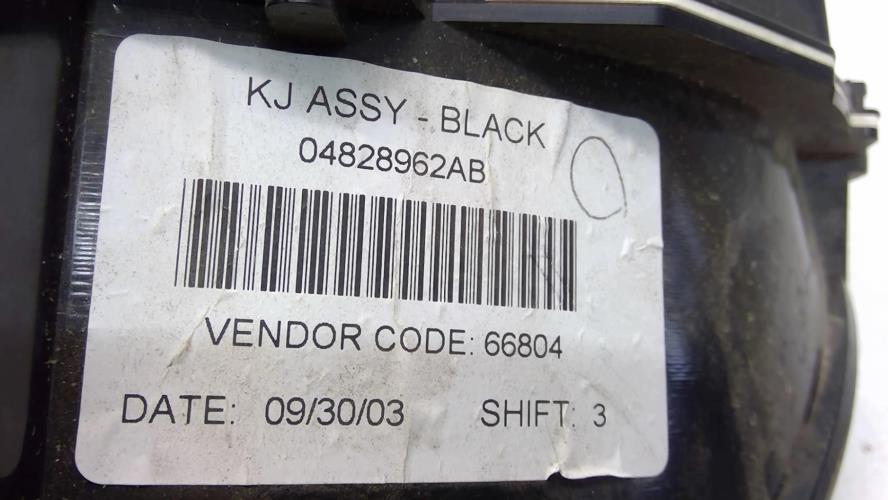 KJ ASSY - BLACK
04828962AB
VENDOR CODE: 66804
DATE: 09/30/03 SHIFT: 3